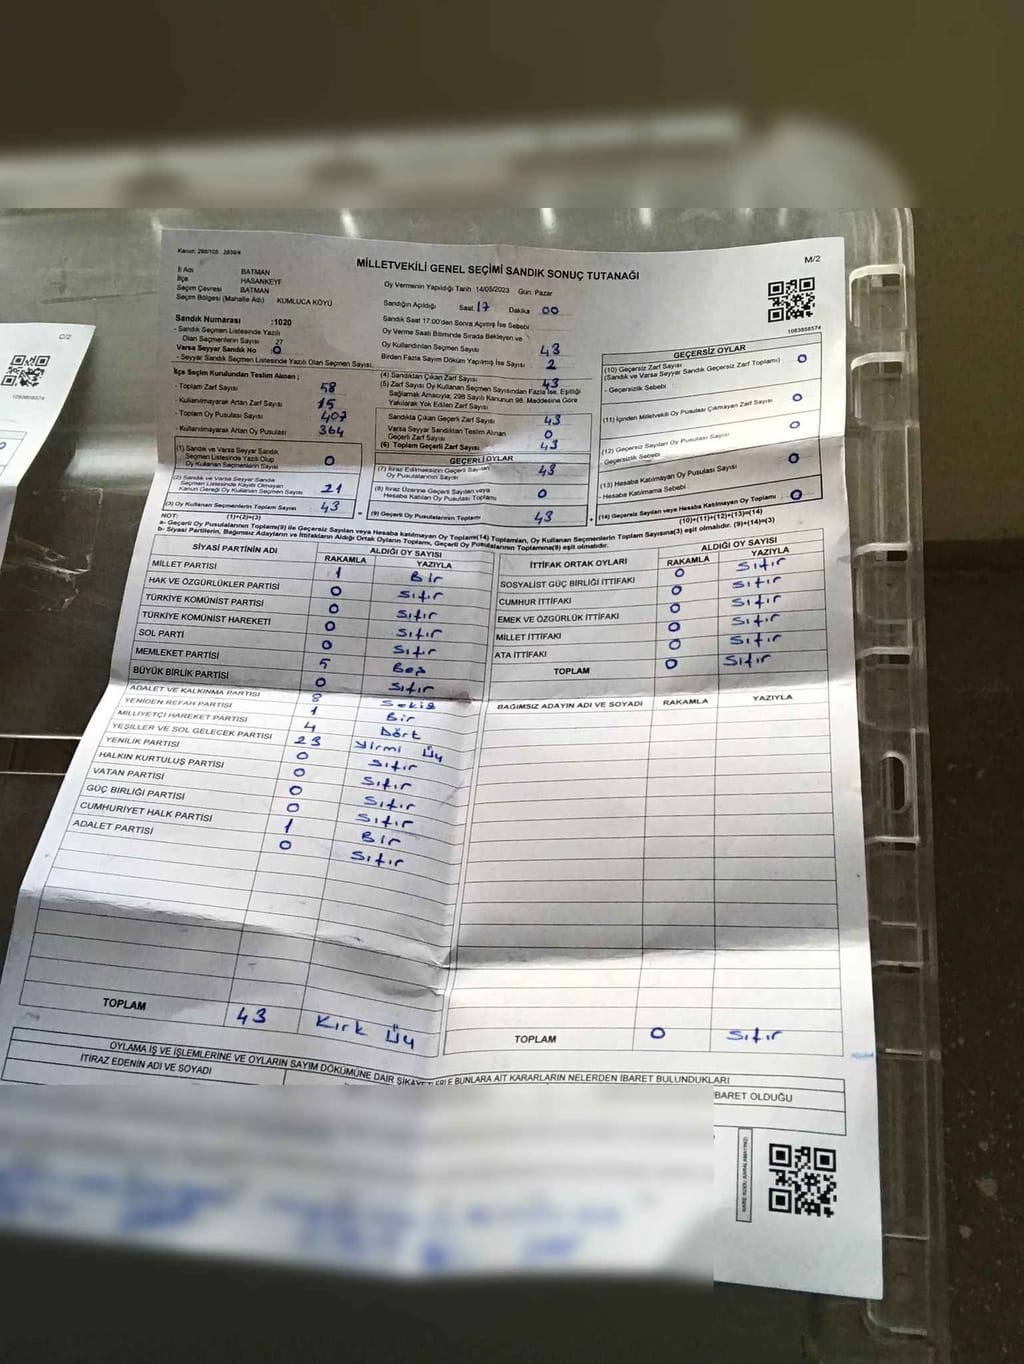 Kanun: 298/105 , 2839/4
MİLLETVEKİLİ GENEL SEÇİMİ SANDIK SONUÇ TUTANAĞI
M/2
İl Adı BATMAN
İlçe HASANKEYF
Seçim Çevresi BATMAN
Seçim Bölgesi (Mahalle Adı) KUMLUCA KÖYÜ
Sandık Numarası :1020
- Sandık Seçmen Listesinde Yazılı
Olan Seçmenlerin Sayısı 27
Varsa Seyyar Sandık No 0
- Seyyar Sandık Seçmen Listesinde Yazılı Olan Seçmen Sayısı
Oy Vermenin Yapıldığı Tarih 14/05/2023 Gün: Pazar
Sandığın Açıldığı Saat 17 Dakika 00
Sandık Saat 17:00'den Sonra Açılmış İse Sebebi
Oy Verme Saati Bitiminde Sırada Bekleyen ve
Oy Kullandırılan Seçmen Sayısı 43
Birden Fazla Sayım Döküm Yapılmış İse Sayısı 2
1083858574
İlçe Seçim Kurulundan Teslim Alınan ;
- Toplam Zarf Sayısı 58
- Kullanılmayarak Artan Zarf Sayısı 15
- Toplam Oy Pusulası Sayısı 407
- Kullanılmayarak Artan Oy Pusulası 364
(1) Sandık ve Varsa Seyyar Sandık
Seçmen Listesinde Yazılı Olup
Oy Kullanan Seçmenlerin Sayısı 0
(2) Sandık ve Varsa Seyyar Sandık
Seçmen Listesinde Kayıtlı Olmayan
Kanun Gereği Oy Kullanan Seçmen Sayısı 21
(3) Oy Kullanan Seçmenlerin Toplam Sayısı 43
(1)+(2)=(3)
(4) Sandıktan Çıkan Zarf Sayısı 43
(5) Zarf Sayısı Oy Kullanan Seçmen Sayısından Fazla İse, Eşitliği
Sağlamak Amacıyla; 298 Sayılı Kanunun 98. Maddesine Göre
Yakılarak Yok Edilen Zarf Sayısı
Sandıkla Çıkan Geçerli Zarf Sayısı 43
Varsa Seyyar Sandıktan Teslim Alınan
Geçerli Zarf Sayısı 0
(6) Toplam Geçerli Zarf Sayısı 43
GEÇERLİ OYLAR
(7) İtiraz Edilmeksizin Geçerli Sayılan
Oy Pusulalarının Sayısı 43
(8) İtiraz Üzerine Geçerli Sayılan veya
Hesaba Katılan Oy Pusulası Toplamı 0
(9) Geçerli Oy Pusulalarının Toplamı 43
GEÇERSİZ OYLAR
(10) Geçersiz Zarf Sayısı 0
(Sandık ve Varsa Seyyar Sandık Geçersiz Zarf Toplamı)
- Geçersizlik Sebebi
(11) İçinden Milletvekili Oy Pusulası Çıkmayan Zarf Sayısı 0
(12) Geçersiz Sayılan Oy Pusulası Sayısı 0
Geçersizlik Sebebi
(13) Hesaba Katılmayan Oy Pusulası Sayısı 0
- Hesaba Katılmama Sebebi
(14) Geçersiz Sayılan veya Hesaba Katılmayan Oy Toplamı 0
(10)+(11)+(12)+(13)=(14)
NOT:
a- Geçerli Oy Pusulalarının Toplamı(9) ile Geçersiz Sayılan veya Hesaba katılmayan Oy Toplam(14) Toplamları, Oy Kullanan Seçmenlerin Toplam Sayısına(3) eşit olmalıdır. (9)+(14)=(3)
b- Siyasi Partilerin, Bağımsız Adayların ve İttifakların Aldığı Ortak Oyların Toplamı, Geçerli Oy Pusulalarının Toplamına(9) eşit olmalıdır.
SİYASİ PARTİNİN ADI ALDIĞI OY SAYISI
RAKAMLA YAZIYLA
MİLLET PARTİSİ 1 Bir
HAK VE ÖZGÜRLÜKLER PARTİSİ 0 Sıfır
TÜRKİYE KOMÜNİST PARTİSİ 0 Sıfır
TÜRKİYE KOMÜNİST HAREKETİ 0 Sıfır
SOL PARTİ 0 Sıfır
MEMLEKET PARTİSİ 5 Beş
BÜYÜK BİRLİK PARTİSİ 0 Sıfır
ADALET VE KALKINMA PARTİSİ 8 Sekiz
YENİDEN REFAH PARTİSİ 1 Bir
MİLLİYETÇİ HAREKET PARTİSİ 4 Dört
YEŞİLLER VE SOL GELECEK PARTİSİ 23 Yirmi Üç
YENİLİK PARTİSİ 0 Sıfır
HALKIN KURTULUŞ PARTİSİ 0 Sıfır
VATAN PARTİSİ 0 Sıfır
GÜÇ BİRLİĞİ PARTİSİ 0 Sıfır
CUMHURİYET HALK PARTİSİ 1 Bir
ADALET PARTİSİ 0 Sıfır
TOPLAM 43 Kırk Üç
İTTİFAK ORTAK OYLARI ALDIĞI OY SAYISI
RAKAMLA YAZIYLA
SOSYALİST GÜÇ BİRLİĞİ İTTİFAKI 0 Sıfır
CUMHUR İTTİFAKI 0 Sıfır
EMEK VE ÖZGÜRLÜK İTTİFAKI 0 Sıfır
MİLLET İTTİFAKI 0 Sıfır
ATA İTTİFAKI 0 Sıfır
TOPLAM 0 Sıfır
BAĞIMSIZ ADAYIN ADI VE SOYADI RAKAMLA YAZIYLA
TOPLAM 0 Sıfır
OYLAMA İŞ VE İŞLEMLERİNE VE OYLARIN SAYIM DÖKÜMÜNE DAİR BUNLARA AİT KARARLARIN NELERDEN İBARET BULUNDUKLARI
İTİRAZ EDENİN ADI VE SOYADI
İBARET OLDUĞU
C/2